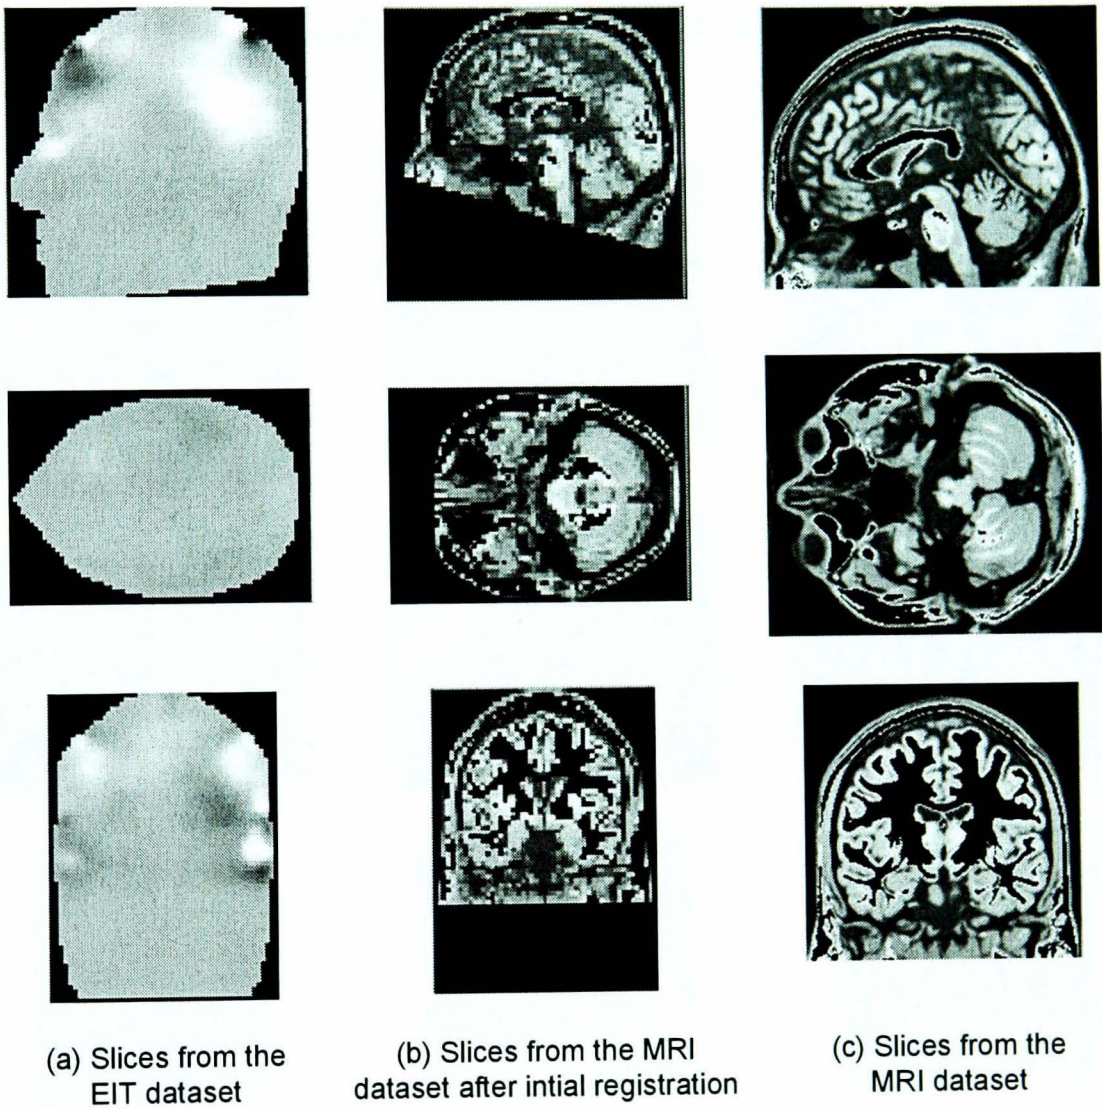 (a) Slices from the
EIT dataset
(b) Slices from the MRI
dataset after intial registration
(c) Slices from the
MRI dataset